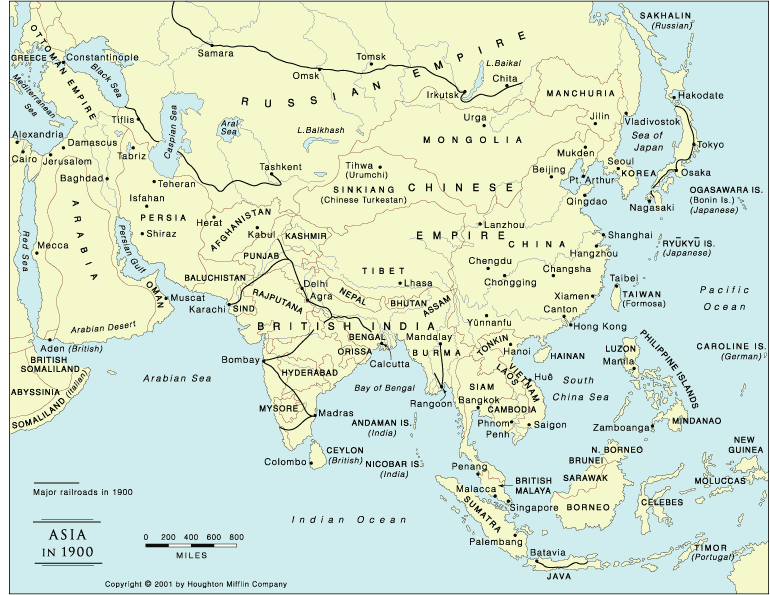 SAKHALIN
(Russian)
OTTOMAN EMPIRE
GREECE
Constantinople
Black Sea
Mediterranean
Sea
Samara
Omsk
Tomsk
RUSSIAN EMPIRE
L.Baikal
Irkutsk
Chita
MANCHURIA
Hakodate
Alexandria
Cairo
Damascus
Jerusalem
Baghdad
Tiflis
Tabriz
Caspian Sea
Aral
Sea
L.Balkhash
Tashkent
Tihwa
(Urumchi)
Urga
MONGOLIA
Jilin
Vladivostok
Sea of
Japan
Tokyo
Mukden
Beijing
Pt. Arthur
Seoul
KOREA
Osaka
Nagasaki
OGASAWARA IS.
(Bonin Is.)
(Japanese)
Teheran
Isfahan
PERSIA
Shiraz
Herat
AFGHANISTAN
Kabul
KASHMIR
PUNJAB
SINKIANG
(Chinese Turkestan)
CHINESE
EMPIRE
Lanzhou
CHINA
Qingdao
Shanghai
Hangzhou
RYŪKYŪ IS.
(Japanese)
ARABIA
Red Sea
Mecca
Persian Gulf
OMAN
Muscat
BALUCHISTAN
Karachi
SIND
RAJPUTANA
Delhi
Agra
NEPAL
TIBET
Lhasa
BHUTAN
ASSAM
Chengdu
Chongqing
Changsha
Taibei
TAIWAN
(Formosa)
Pacific
Ocean
Xiamen
Canton
Hong Kong
Arabian Desert
Aden (British)
BRITISH
SOMALILAND
ABYSSINIA
SOMALILAND (Italian)
Arabian Sea
BRITISH INDIA
BENGAL
ORISSA
Calcutta
Bombay
HYDERABAD
MYSORE
Madras
Bay of Bengal
Mandalay
BURMA
Rangoon
Yünnanfu
TONKIN
Hanoi
HAINAN
LAOS
VIETNAM
Huê
SIAM
Bangkok
CAMBODIA
Phnom
Penh
Saigon
South
China Sea
LUZON
Manila
PHILIPPINE ISLANDS
CAROLINE IS.
(German)
MINDANAO
Zamboanga
ANDAMAN IS.
(India)
NICOBAR IS.
(India)
CEYLON
(British)
Colombo
Penang
Malacca
BRITISH
MALAYA
Singapore
SUMATRA
Palembang
Batavia
JAVA
N. BORNEO
BRUNEI
SARAWAK
BORNEO
CELEBES
MOLUCCAS
NEW
GUINEA
TIMOR
(Portugal)
Indian Ocean
Major railroads in 1900
ASIA
IN 1900
0 200 400 600 800
MILES
Copyright © 2001 by Houghton Mifflin Company